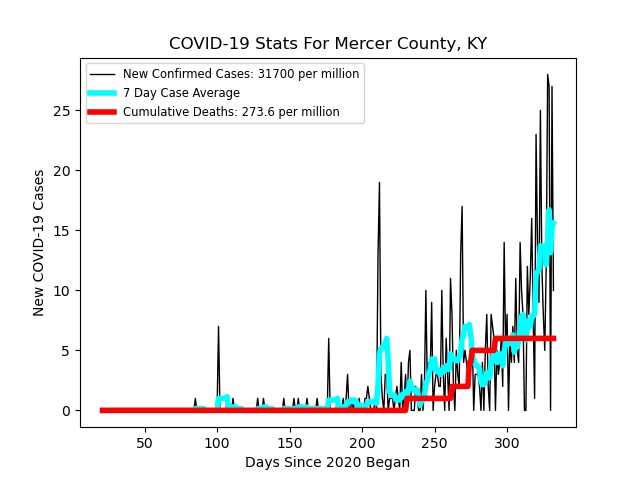 COVID-19 Stats For Mercer County, KY
New Confirmed Cases: 31700 per million
7 Day Case Average
Cumulative Deaths: 273.6 per million
New COVID-19 Cases
25
20
15
10
5
0
50 100 150 200 250 300
Days Since 2020 Began